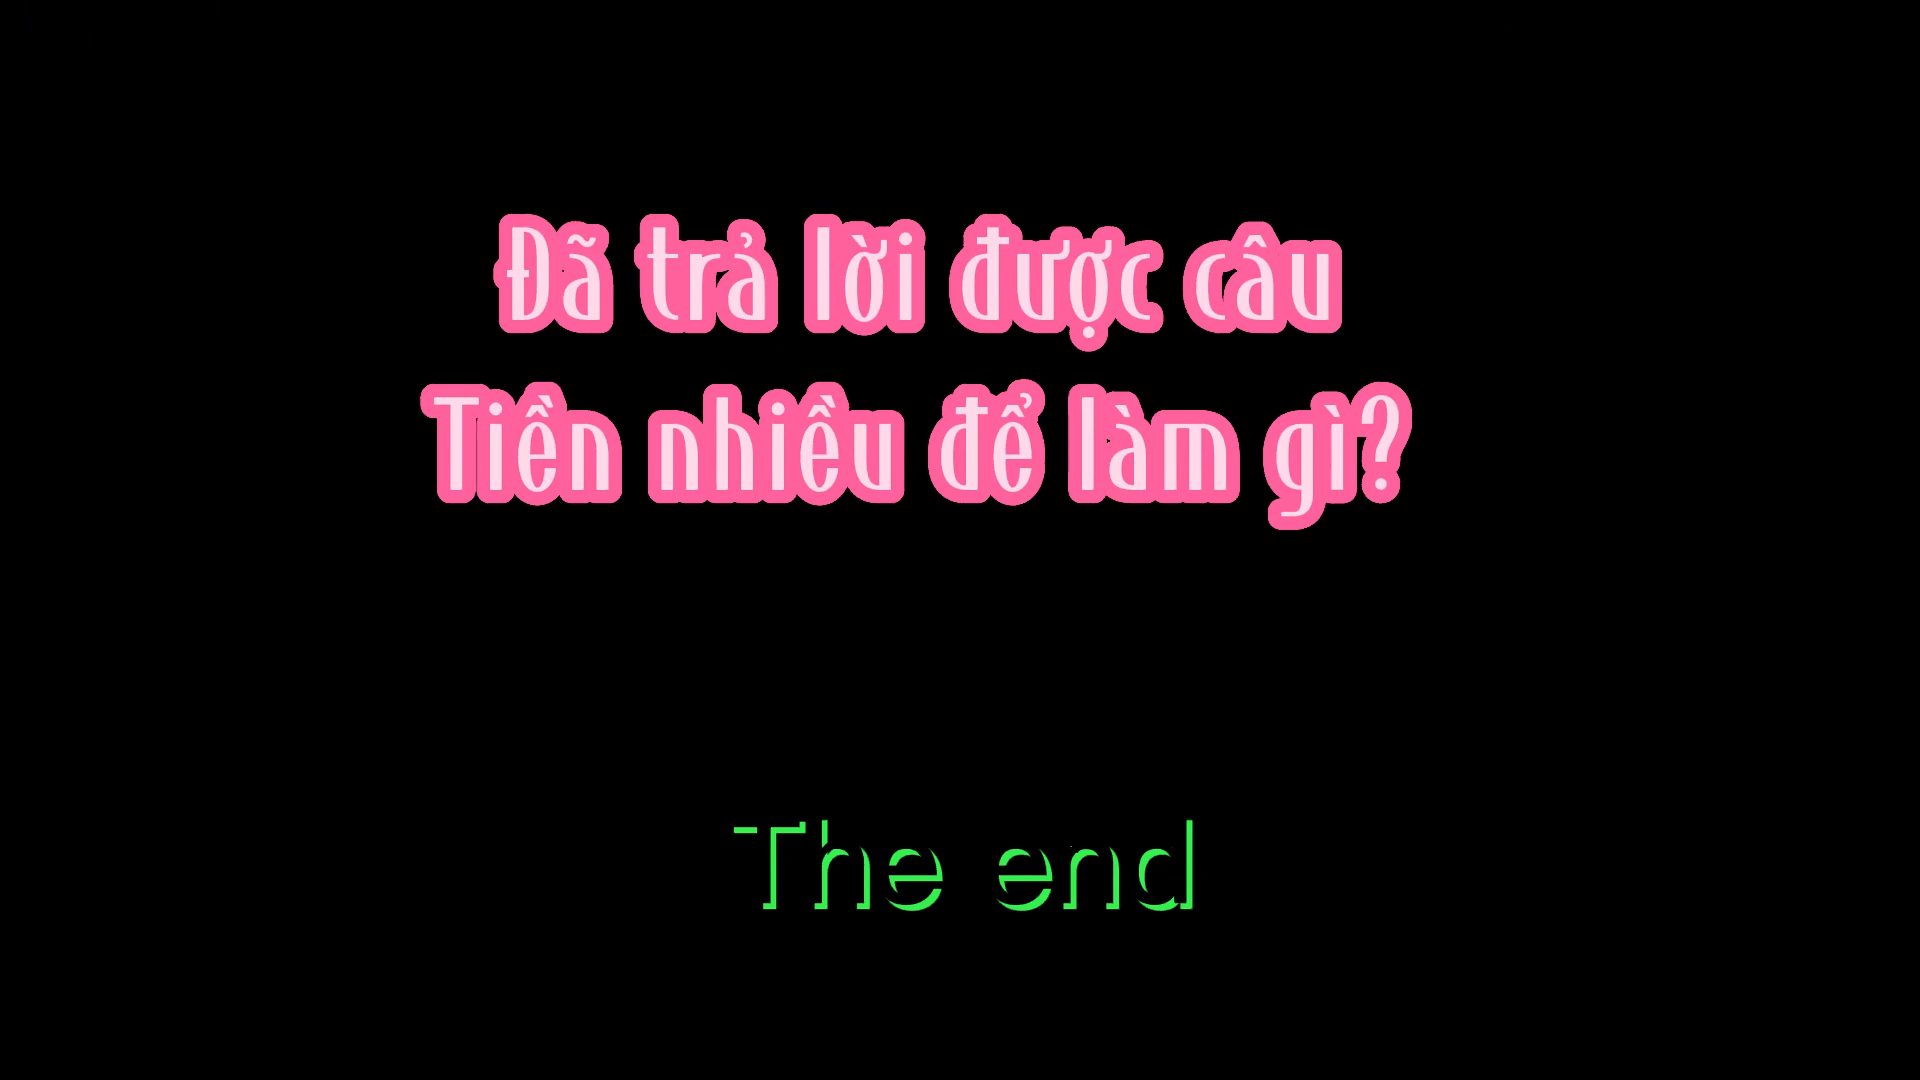 Đã trả lời được câu
Tiền nhiều để làm gì?
The end